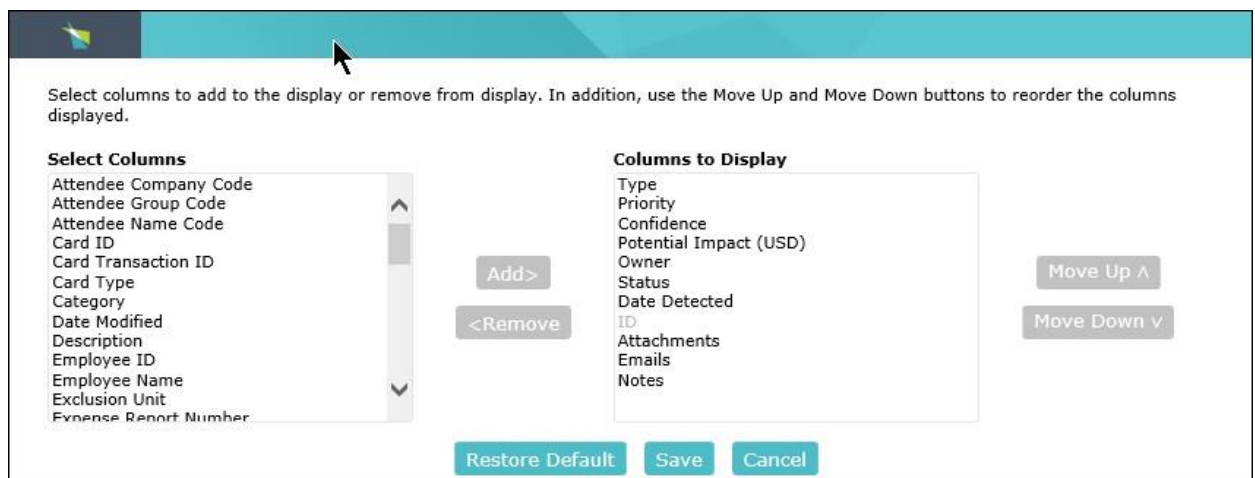 Select columns to add to the display or remove from display. In addition, use the Move Up and Move Down buttons to reorder the columns
displayed.
Select Columns
Attendee Company Code
Attendee Group Code
Attendee Name Code
Card ID
Card Transaction ID
Card Type
Category
Date Modified
Description
Employee ID
Employee Name
Exclusion Unit
Expense Report Number
Add>
<Remove
Columns to Display
Type
Priority
Confidence
Potential Impact (USD)
Owner
Status
Date Detected
ID
Attachments
Emails
Notes
Move Up ʌ
Move Down v
Restore Default
Save
Cancel